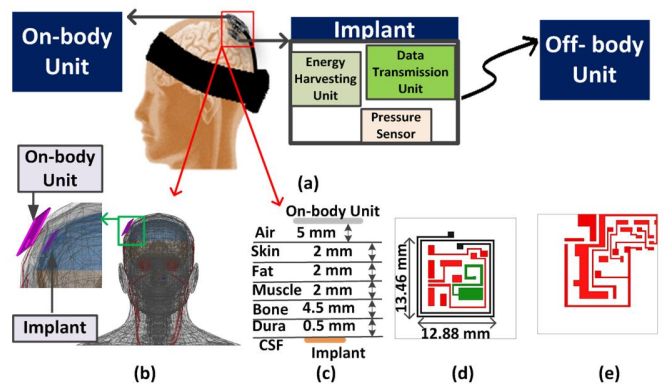 On-body
Unit
Implant
Energy
Harvesting
Unit
Data
Transmission
Unit
Pressure
Sensor
Off- body
Unit
(a)
On-body
Unit
Implant
(b)
On-body Unit
Air 5 mm
Skin 2 mm
Fat 2 mm
Muscle 2 mm
Bone 4.5 mm
Dura 0.5 mm
CSF
Implant
(c)
13.46 mm
12.88 mm
(d)
(e)